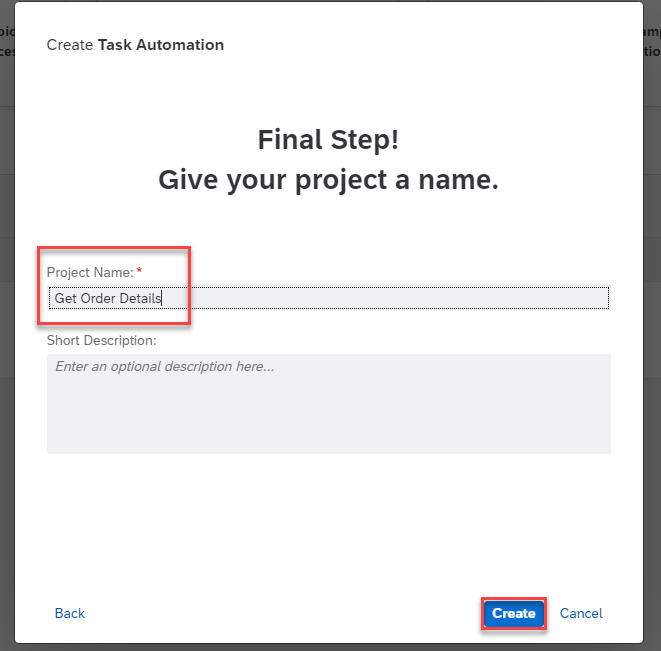 Create Task Automation
Final Step!
Give your project a name.
Project Name: *
Get Order Details
Short Description:
Enter an optional description here...
Back
Create
Cancel